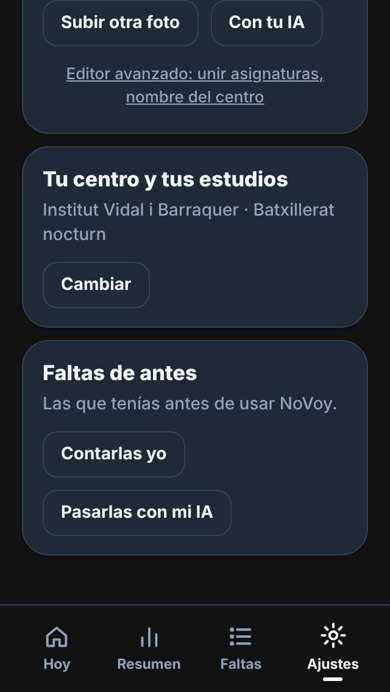 Subir otra foto
Con tu IA
Editor avanzado: unir asignaturas,
nombre del centro
Tu centro y tus estudios
Institut Vidal i Barraquer · Batxillerat
nocturn
Cambiar
Faltas de antes
Las que tenías antes de usar NoVoy.
Contarlas yo
Pasarlas con mi IA
Hoy
Resumen
Faltas
Ajustes